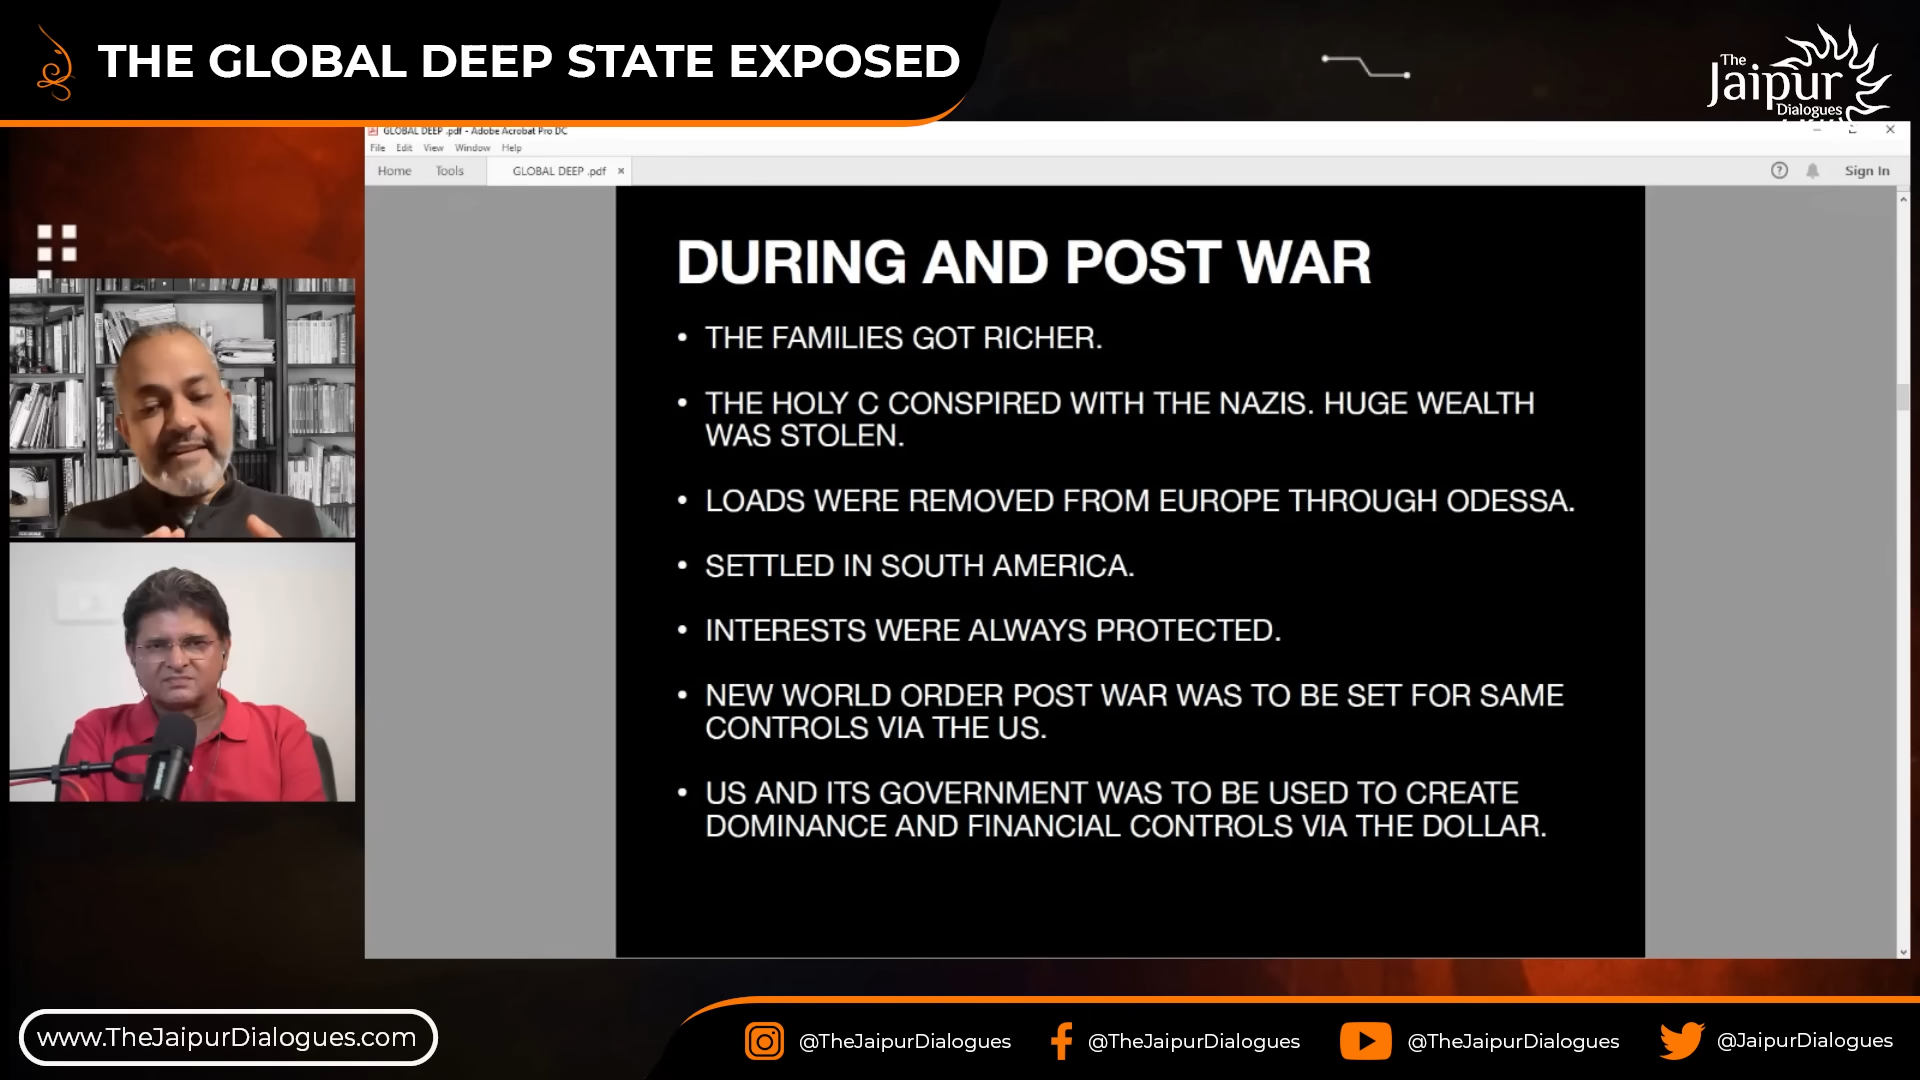 THE GLOBAL DEEP STATE EXPOSED
The
Jaipur
Dialogues
GLOBAL DEEP .pdf - Adobe Acrobat Pro DC
File Edit View Window Help
Home Tools GLOBAL DEEP .pdf × Sign In
DURING AND POST WAR
• THE FAMILIES GOT RICHER.
• THE HOLY C CONSPIRED WITH THE NAZIS. HUGE WEALTH
WAS STOLEN.
• LOADS WERE REMOVED FROM EUROPE THROUGH ODESSA.
• SETTLED IN SOUTH AMERICA.
• INTERESTS WERE ALWAYS PROTECTED.
• NEW WORLD ORDER POST WAR WAS TO BE SET FOR SAME
CONTROLS VIA THE US.
• US AND ITS GOVERNMENT WAS TO BE USED TO CREATE
DOMINANCE AND FINANCIAL CONTROLS VIA THE DOLLAR.
www.TheJaipurDialogues.com
@TheJaipurDialogues @TheJaipurDialogues @TheJaipurDialogues @JaipurDialogues